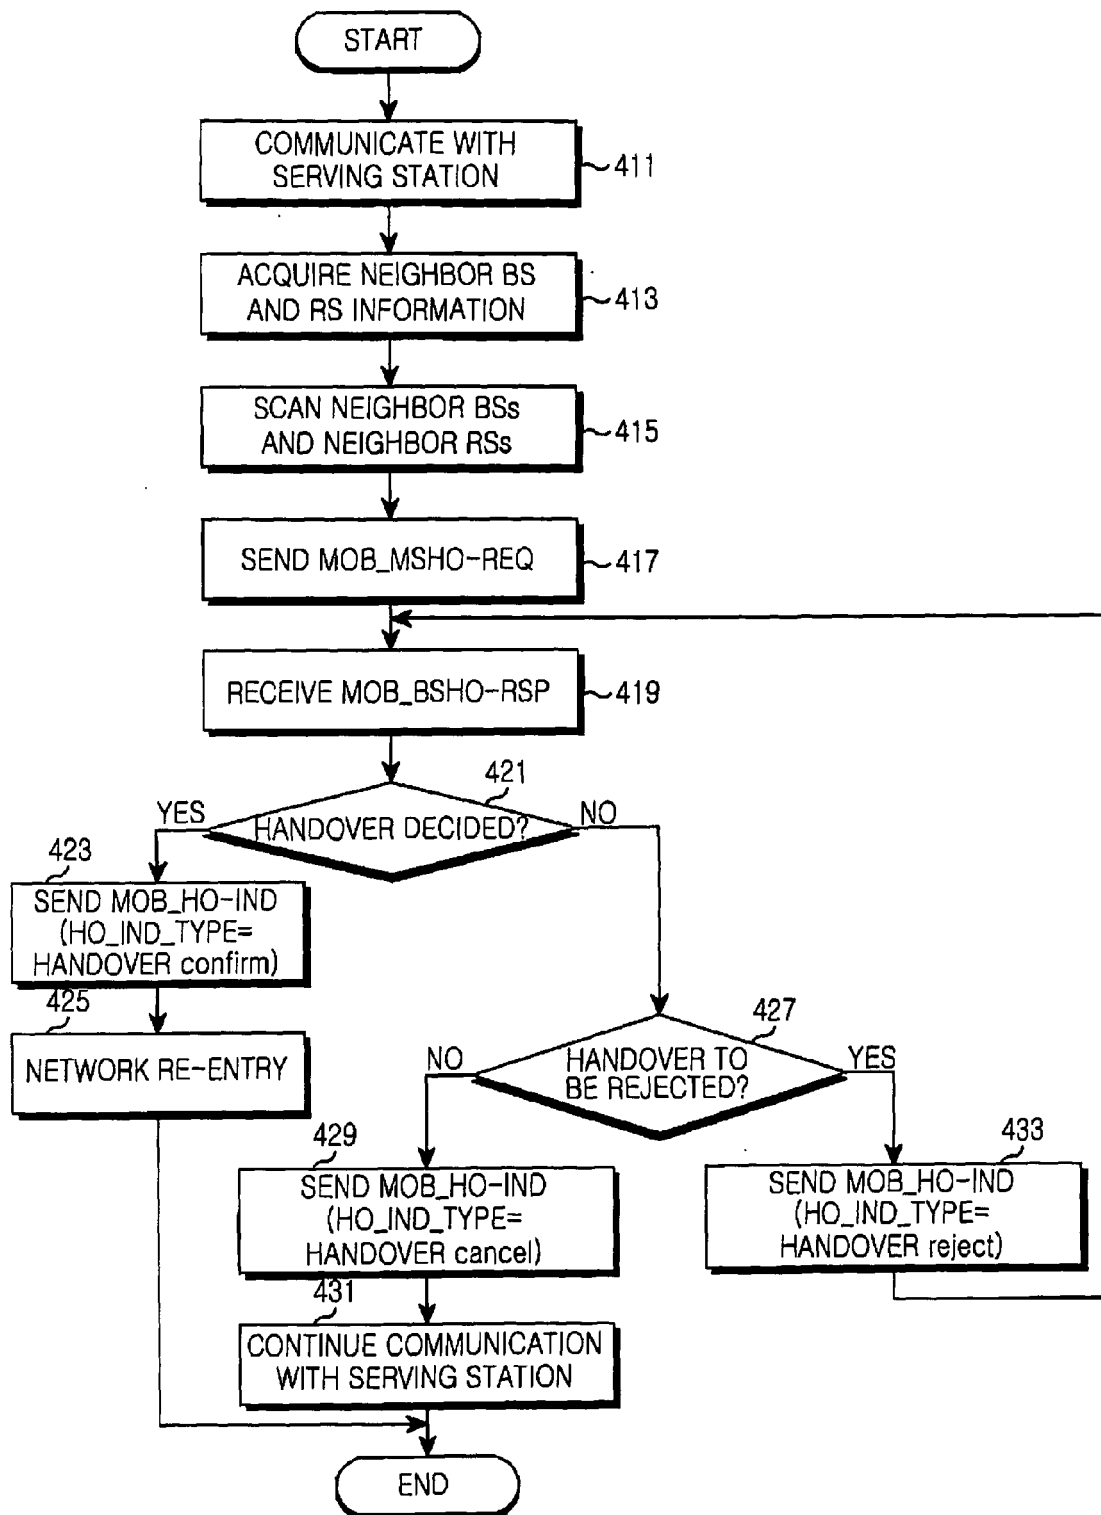 START
COMMUNICATE WITH
SERVING STATION
411
ACQUIRE NEIGHBOR BS
AND RS INFORMATION
413
SCAN NEIGHBOR BSs
AND NEIGHBOR RSs
415
SEND MOB_MSHO-REQ
417
RECEIVE MOB_BSHO-RSP
419
421
YES
HANDOVER DECIDED?
NO
423
SEND MOB_HO-IND
(HO_IND_TYPE=
HANDOVER confirm)
425
NETWORK RE-ENTRY
427
NO
HANDOVER TO
BE REJECTED?
YES
429
SEND MOB_HO-IND
(HO_IND_TYPE=
HANDOVER cancel)
433
SEND MOB_HO-IND
(HO_IND_TYPE=
HANDOVER reject)
431
CONTINUE COMMUNICATION
WITH SERVING STATION
END